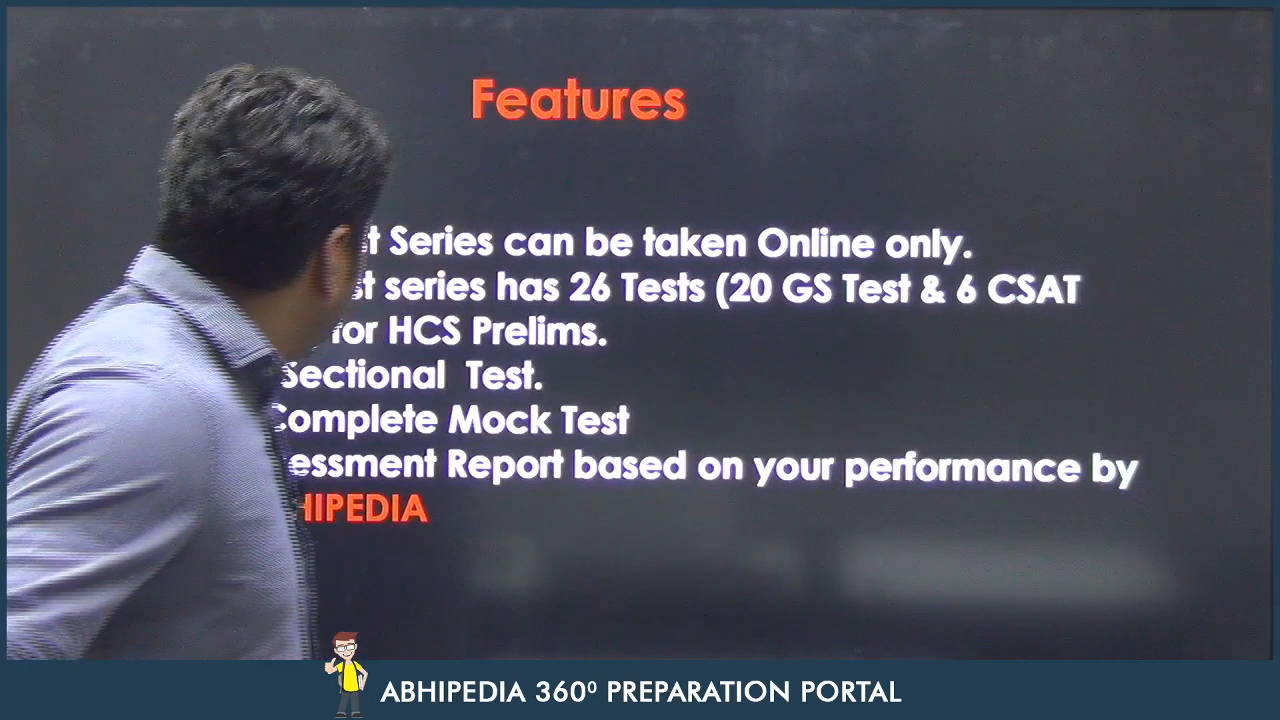 Features
t Series can be taken Online only.
st series has 26 Tests (20 GS Test & 6 CSAT
for HCS Prelims.
Sectional Test.
Complete Mock Test
essment Report based on your performance by
HIPEDIA
ABHIPEDIA 360⁰ PREPARATION PORTAL